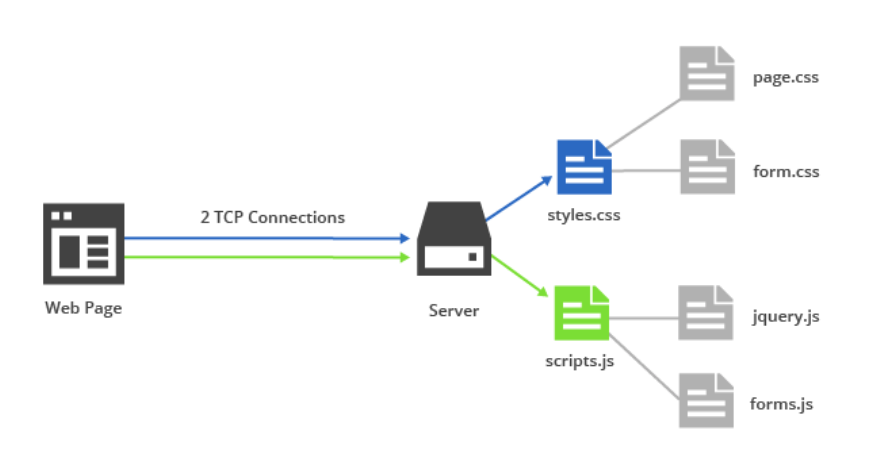 page.css
2 TCP Connections
form.css
styles.css
Web Page
Server
jquery.js
scripts.js
forms.js